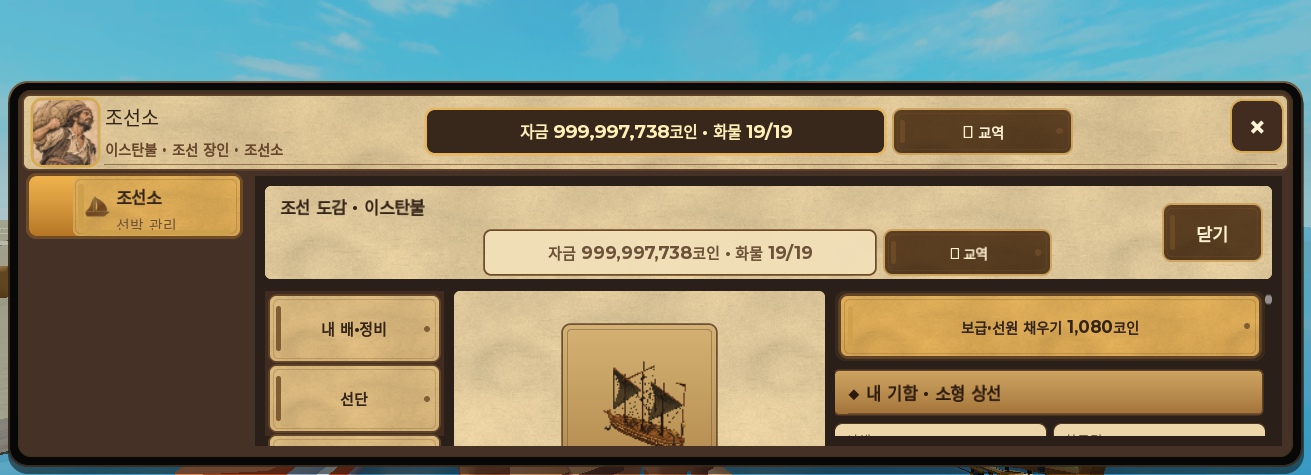 조선소
이스탄불 • 조선 장인 • 조선소
자금 999,997,738코인 • 화물 19/19
교역
×
조선소
선박 관리
조선 도감 • 이스탄불
자금 999,997,738코인 • 화물 19/19
교역
닫기
내 배•정비
선단
보급•선원 채우기 1,080코인
◆ 내 기함 • 소형 상선